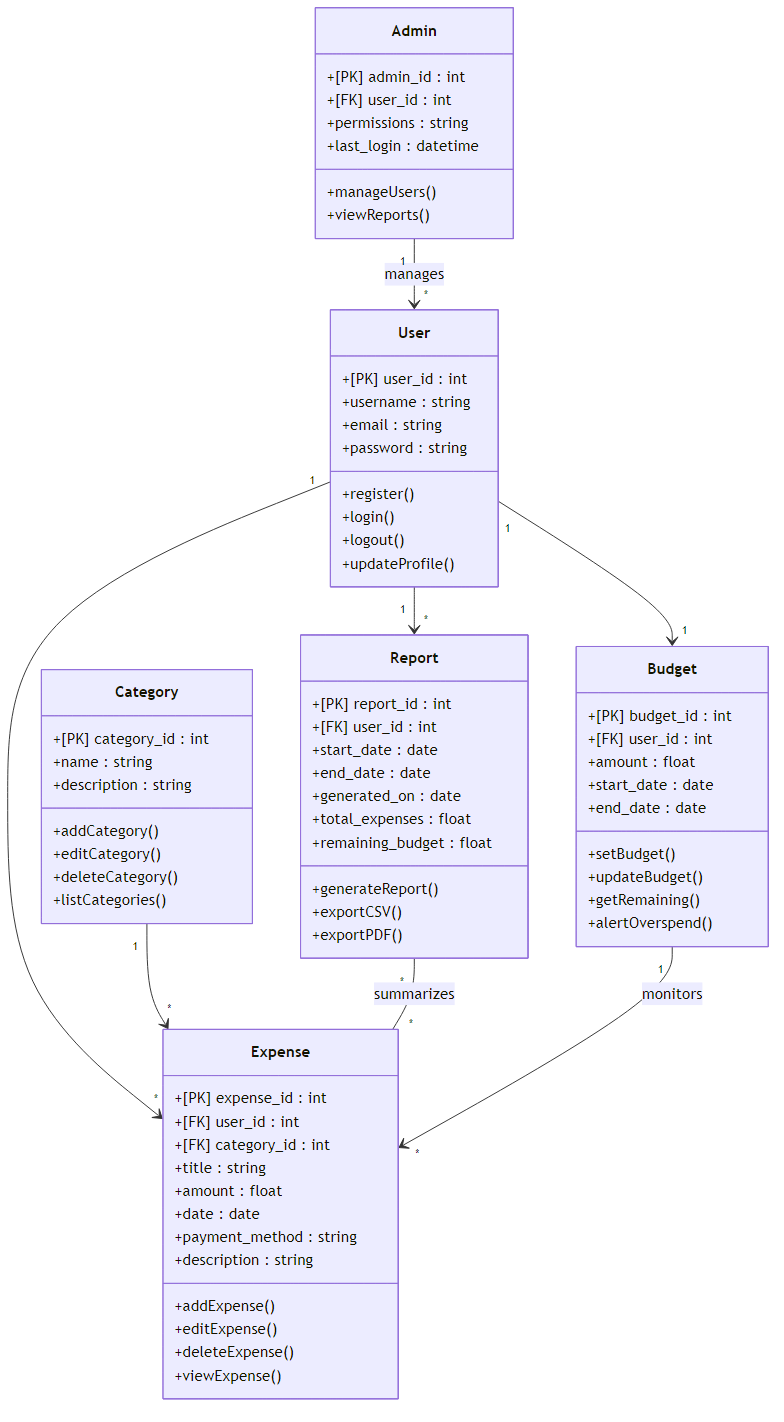 Admin
+[PK] admin_id : int
+[FK] user_id : int
+permissions : string
+last_login : datetime
+manageUsers()
+viewReports()
1
manages
*
User
+[PK] user_id : int
+username : string
+email : string
+password : string
+register()
+login()
+logout()
+updateProfile()
1
1
1
*
1
Category
+[PK] category_id : int
+name : string
+description : string
+addCategory()
+editCategory()
+deleteCategory()
+listCategories()
Report
+[PK] report_id : int
+[FK] user_id : int
+start_date : date
+end_date : date
+generated_on : date
+total_expenses : float
+remaining_budget : float
+generateReport()
+exportCSV()
+exportPDF()
Budget
+[PK] budget_id : int
+[FK] user_id : int
+amount : float
+start_date : date
+end_date : date
+setBudget()
+updateBudget()
+getRemaining()
+alertOverspend()
1
*
*
summarizes
*
1
monitors
*
*
Expense
+[PK] expense_id : int
+[FK] user_id : int
+[FK] category_id : int
+title : string
+amount : float
+date : date
+payment_method : string
+description : string
+addExpense()
+editExpense()
+deleteExpense()
+viewExpense()